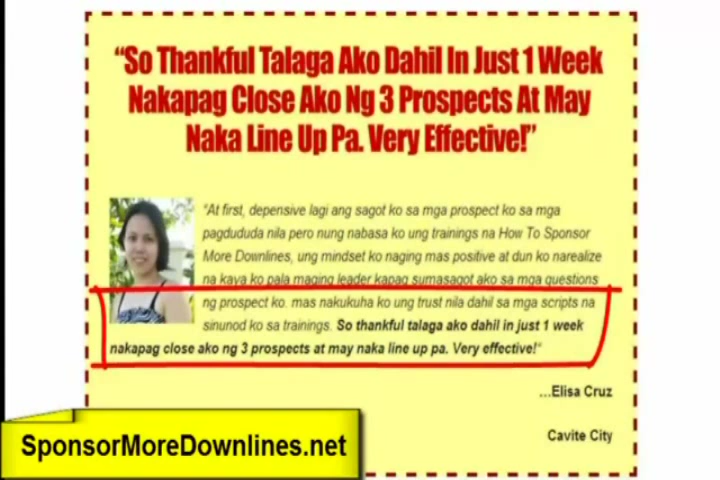 “So Thankful Talaga Ako Dahil In Just 1 Week
Nakapag Close Ako Ng 3 Prospects At May
Naka Line Up Pa. Very Effective!”
“At first, depensive lagi ang sagot ko sa mga prospect ko sa mga
pagdududa nila pero nung nabasa ko ung trainings na How To Sponsor
More Downlines, ung mindset ko naging mas positive at dun ko narealize
na kaya ko pala maging leader kapag sumasagot ako sa mga questions
ng prospect ko. mas nakukuha ko ung trust nila dahil sa mga scripts na
sinunod ko sa trainings. So thankful talaga ako dahil in just 1 week
nakapag close ako ng 3 prospects at may naka line up pa. Very effective!“
...Elisa Cruz
Cavite City
SponsorMoreDownlines.net